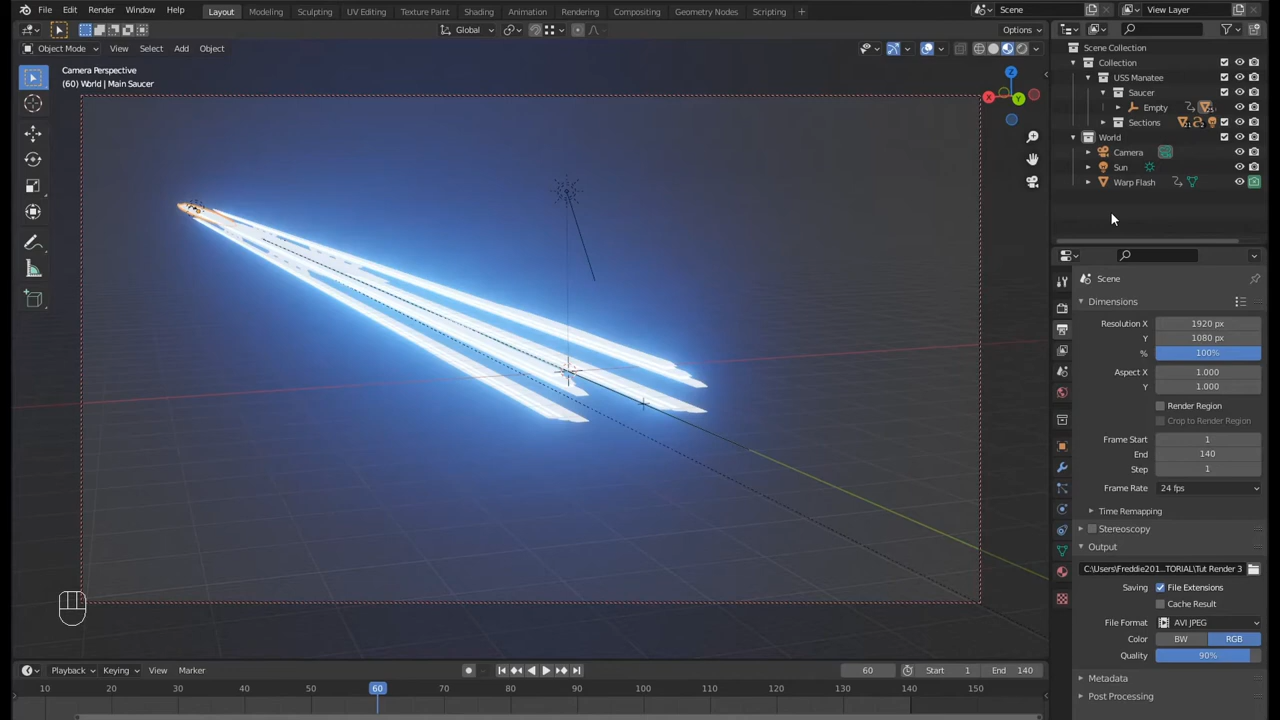 File Edit Render Window Help Layout Modeling Sculpting UV Editing Texture Paint Shading Animation Rendering Compositing Geometry Nodes Scripting + Scene View Layer
Global Options
Object Mode View Select Add Object
Camera Perspective
(60) World | Main Saucer
Z
X
Y
Scene Collection
Collection
USS Manatee
Saucer
Empty
Sections
World
Camera
Sun
Warp Flash
Scene
Dimensions
Resolution X 1920 px
Y 1080 px
% 100%
Aspect X 1.000
Y 1.000
Render Region
Crop to Render Region
Frame Start 1
End 140
Step 1
Frame Rate 24 fps
Time Remapping
Stereoscopy
Output
C:\Users\Freddie201...TORIAL\Tut Render 3
Saving File Extensions
Cache Result
File Format AVI JPEG
Color BW RGB
Quality 90%
Metadata
Post Processing
Playback Keying View Marker 60 Start 1 End 140
10 20 30 40 50 60 70 80 90 100 110 120 130 140 150